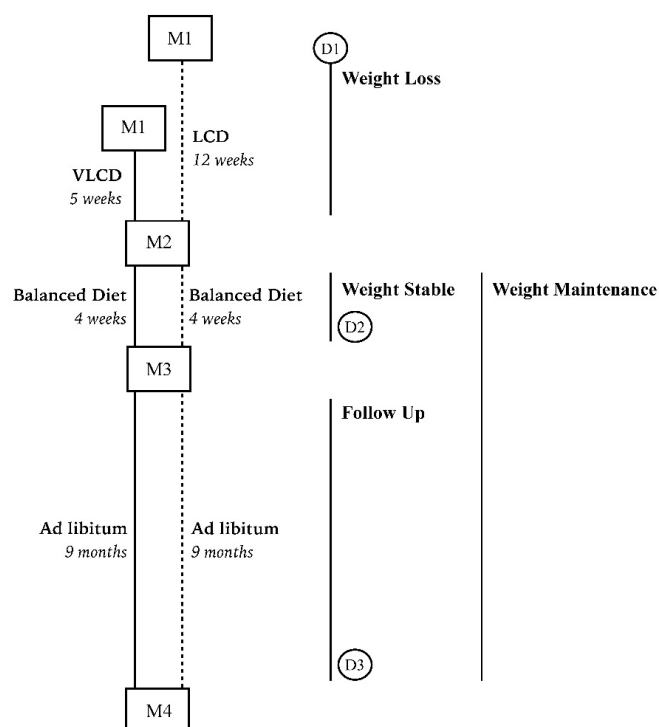 M1
D1
Weight Loss
M1
LCD
12 weeks
VLCD
5 weeks
M2
Balanced Diet
4 weeks
Balanced Diet
4 weeks
Weight Stable
Weight Maintenance
D2
M3
Follow Up
Ad libitum
9 months
Ad libitum
9 months
D3
M4